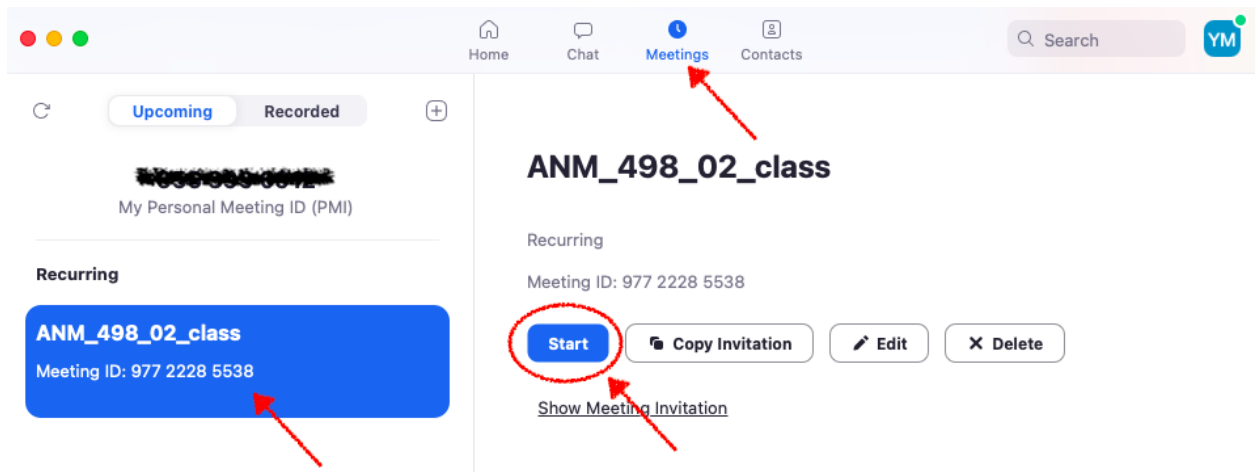 Home Chat Meetings Contacts Search YM
Upcoming Recorded
My Personal Meeting ID (PMI)
Recurring
ANM_498_02_class
Meeting ID: 977 2228 5538
ANM_498_02_class
Recurring
Meeting ID: 977 2228 5538
Start Copy Invitation Edit Delete
Show Meeting Invitation